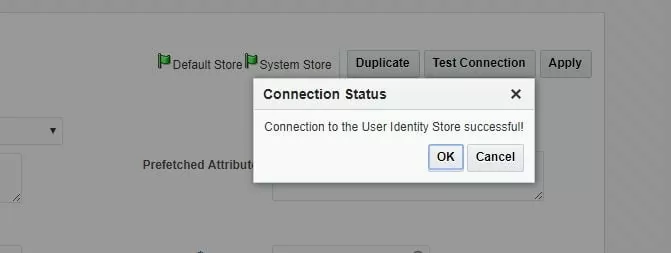 Default Store System Store Duplicate Test Connection Apply
Connection Status
Connection to the User Identity Store successful!
OK Cancel
Prefetched Attribute